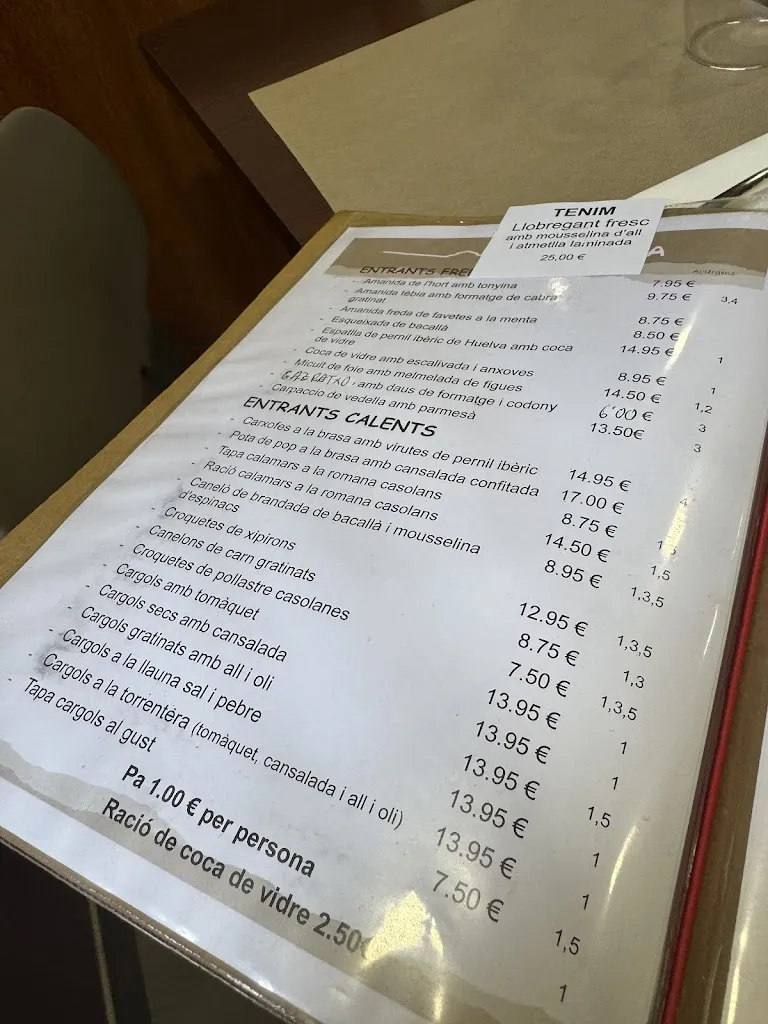 TENIM
Llobregant fresc
amb mousselina d'all
i atmetlla laminada
25,00 €
A
Al·lèrgens
ENTRANTS
- Amanida de l'hort amb tonyina 7.95 €
- Amanida tèbia amb formatge de cabra 9.75 € 3,4
gratinat
- Amanida freda de favetes a la menta 8.75 €
- Esqueixada de bacallà 8.50 €
- Espatlla de pernil ibèric de Huelva amb coca 14.95 € 1
de vidre
- Coca de vidre amb escalivada i anxoves 8.95 € 1
- Micuit de foie amb melmelada de figues 14.50 € 1,2
- GAZPATXO, amb daus de formatge i codony 6'00 € 3
- Carpaccio de vedella amb parmesà 13.50€ 3
ENTRANTS CALENTS
- Carxofes a la brasa amb virutes de pernil ibèric 14.95 €
- Pota de pop a la brasa amb cansalada confitada 17.00 € 4
- Tapa calamars a la romana casolans 8.75 € 1,5
- Ració calamars a la romana casolans 14.50 € 1,5
- Caneló de brandada de bacallà i mousselina 8.95 € 1,3,5
d'espinacs
- Croquetes de xipirons 12.95 € 1,3,5
- Canelons de carn gratinats 8.75 € 1,3
- Croquetes de pollastre casolanes 7.50 € 1,3,5
- Cargols amb tomàquet 13.95 € 1
- Cargols secs amb cansalada 13.95 € 1
- Cargols gratinats amb all i oli 13.95 € 1,5
- Cargols a la llauna sal i pebre 13.95 € 1
- Cargols a la torrentèra (tomàquet, cansalada i all i oli) 13.95 € 1
- Tapa cargols al gust 7.50 € 1,5
1
Pa 1.00 € per persona
Ració de coca de vidre 2.50€